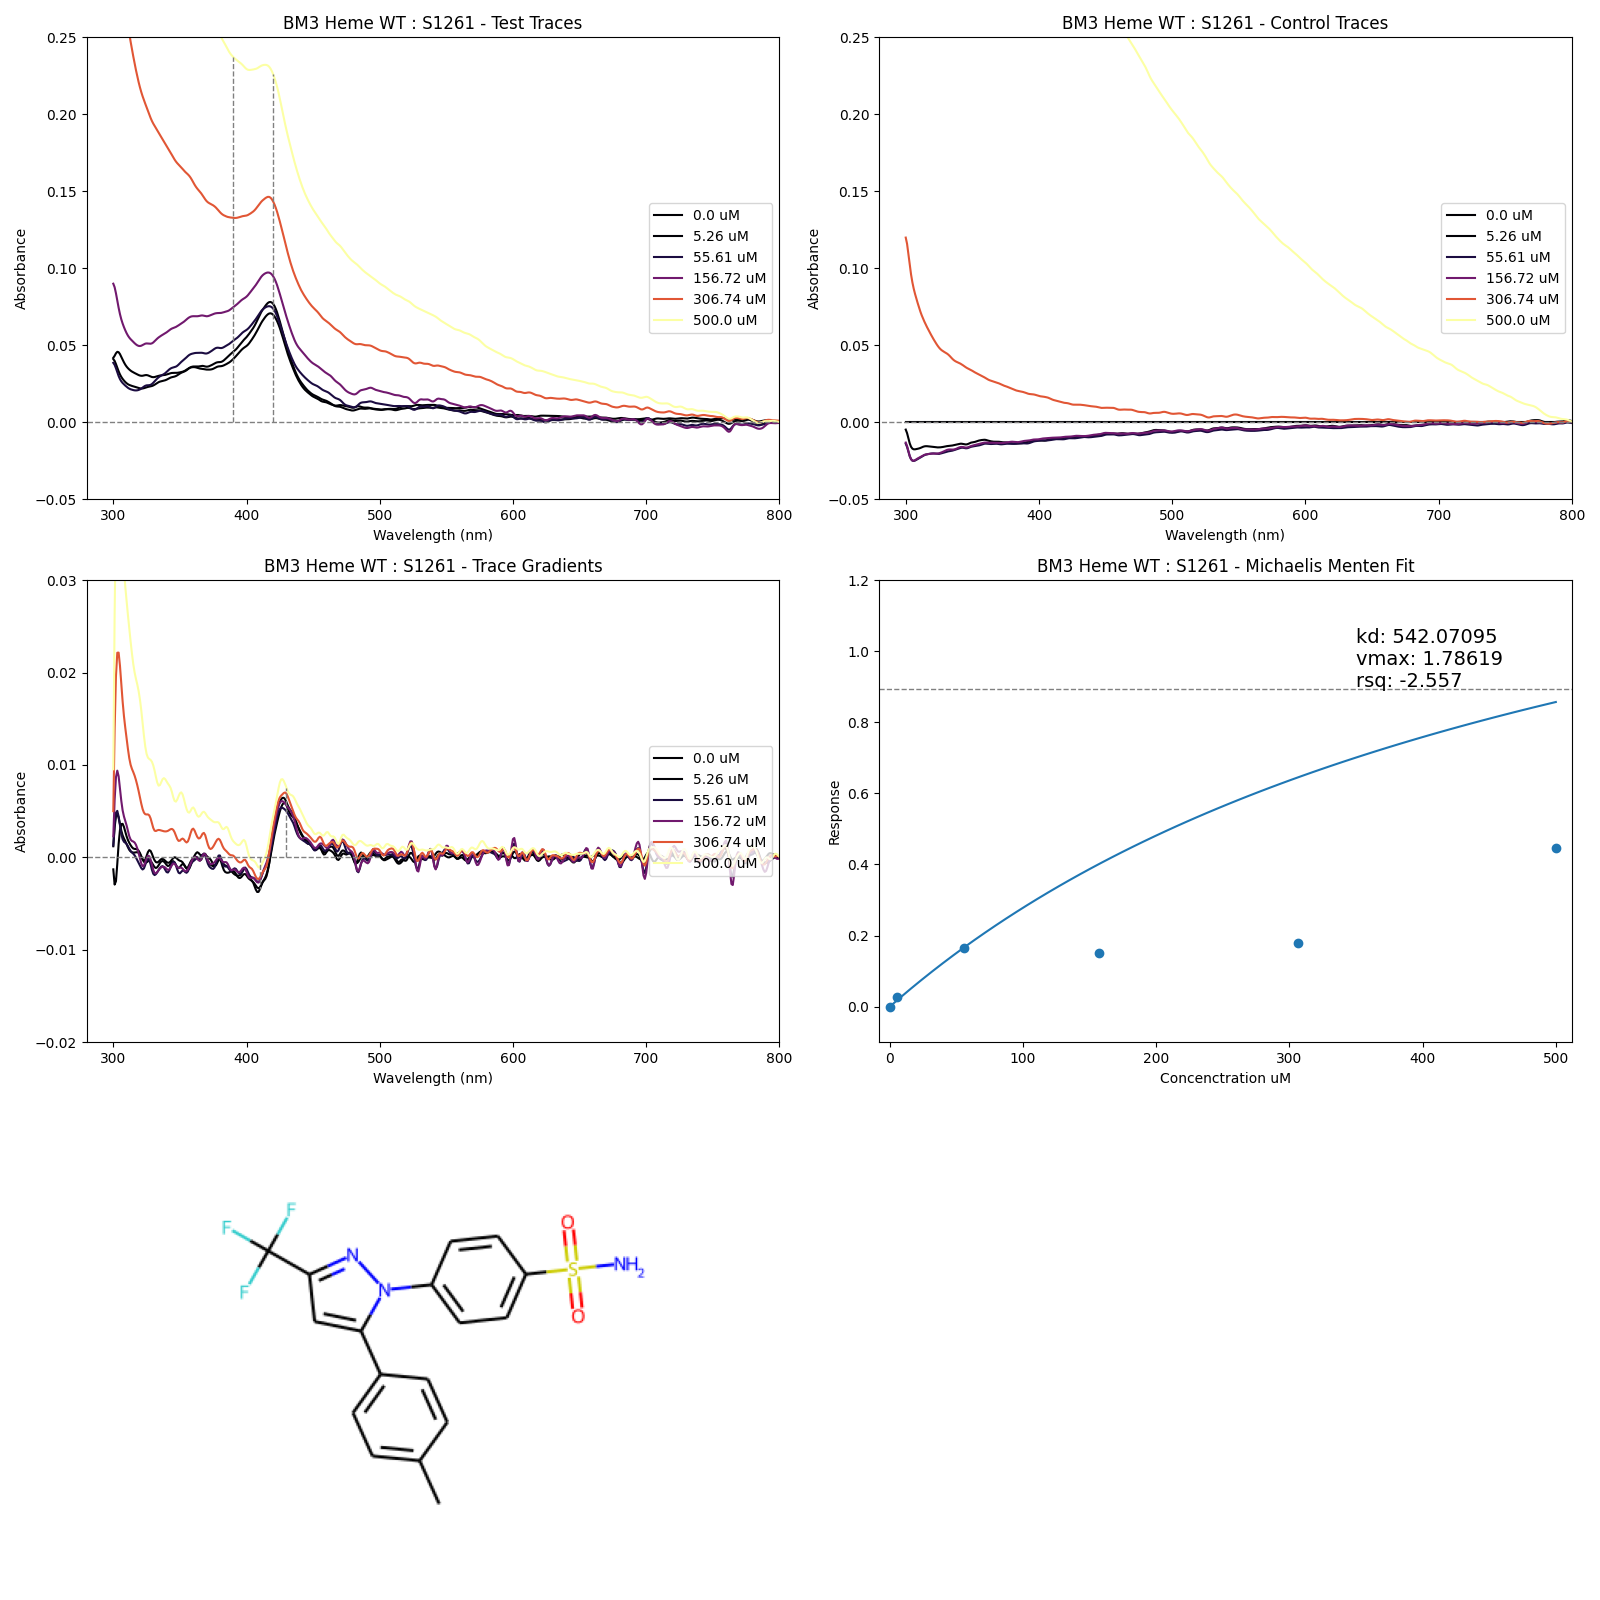 BM3 Heme WT : S1261 - Test Traces
0.25
0.20
0.15
0.10
0.05
0.00
−0.05
Absorbance
300 400 500 600 700 800
Wavelength (nm)
0.0 uM
5.26 uM
55.61 uM
156.72 uM
306.74 uM
500.0 uM
BM3 Heme WT : S1261 - Control Traces
0.25
0.20
0.15
0.10
0.05
0.00
−0.05
Absorbance
300 400 500 600 700 800
Wavelength (nm)
0.0 uM
5.26 uM
55.61 uM
156.72 uM
306.74 uM
500.0 uM
BM3 Heme WT : S1261 - Trace Gradients
0.03
0.02
0.01
0.00
−0.01
−0.02
Absorbance
300 400 500 600 700 800
Wavelength (nm)
0.0 uM
5.26 uM
55.61 uM
156.72 uM
306.74 uM
500.0 uM
BM3 Heme WT : S1261 - Michaelis Menten Fit
1.2
1.0
0.8
0.6
0.4
0.2
0.0
Response
0 100 200 300 400 500
Concenctration uM
kd: 542.07095
vmax: 1.78619
rsq: -2.557
F
F
F
N
N
O
S
NH2
O